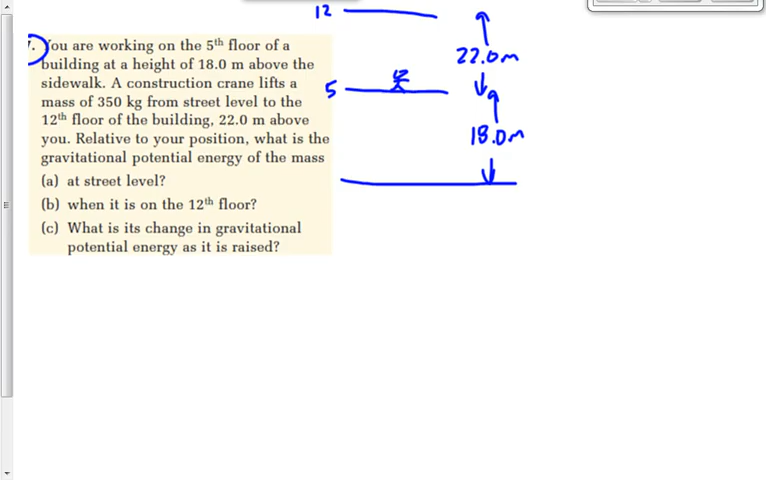 12
7. You are working on the 5th floor of a
building at a height of 18.0 m above the
sidewalk. A construction crane lifts a
mass of 350 kg from street level to the
12th floor of the building, 22.0 m above
you. Relative to your position, what is the
gravitational potential energy of the mass
(a) at street level?
(b) when it is on the 12th floor?
(c) What is its change in gravitational
potential energy as it is raised?
22.0m
5
18.0m